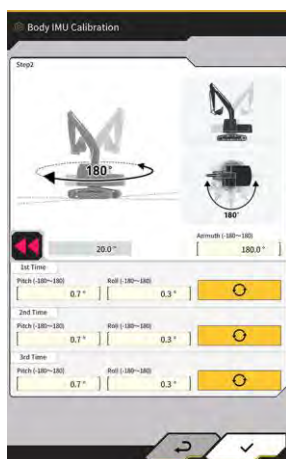 Body IMU Calibration
Step2
180°
180°
Azimuth (-180~180)
20.0 °
180.0 °
1st Time
Pitch (-180~180) Roll (-180~180)
0.7 ° 0.3 °
2nd Time
Pitch (-180~180) Roll (-180~180)
0.7 ° 0.3 °
3rd Time
Pitch (-180~180) Roll (-180~180)
0.7 ° 0.3 °